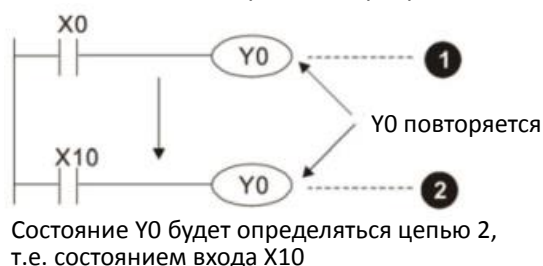 X0
Y0
1
Y0 повторяется
X10
Y0
2
Состояние Y0 будет определяться цепью 2,
т.е. состоянием входа X10